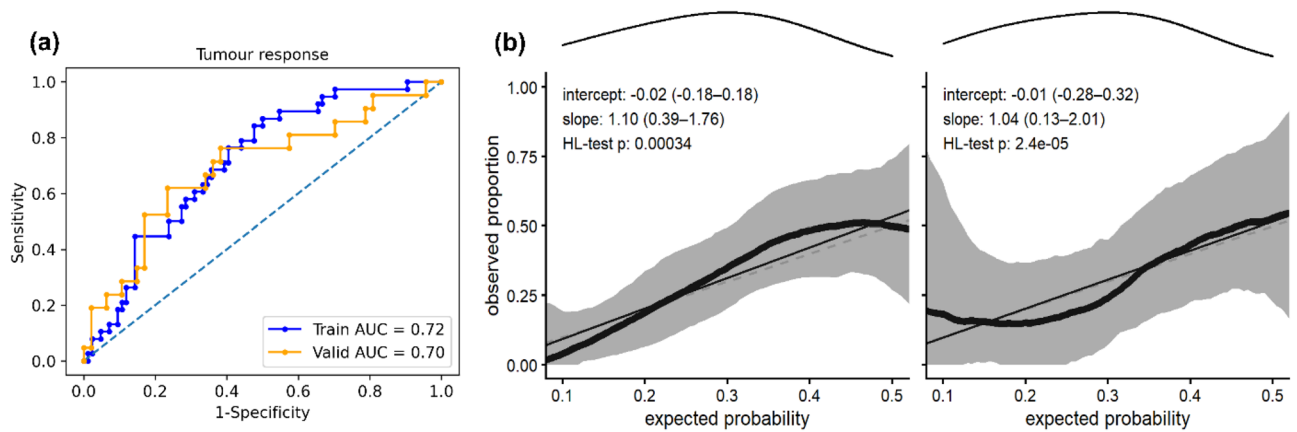 (a)
Tumour response
Sensitivity
1.0
0.8
0.6
0.4
0.2
0.0
Train AUC = 0.72
Valid AUC = 0.70
0.0 0.2 0.4 0.6 0.8 1.0
1-Specificity
(b)
observed proportion
1.00
0.75
0.50
0.25
0.00
intercept: -0.02 (-0.18–0.18)
slope: 1.10 (0.39–1.76)
HL-test p: 0.00034
0.1 0.2 0.3 0.4 0.5
expected probability
intercept: -0.01 (-0.28–0.32)
slope: 1.04 (0.13–2.01)
HL-test p: 2.4e-05
0.1 0.2 0.3 0.4 0.5
expected probability